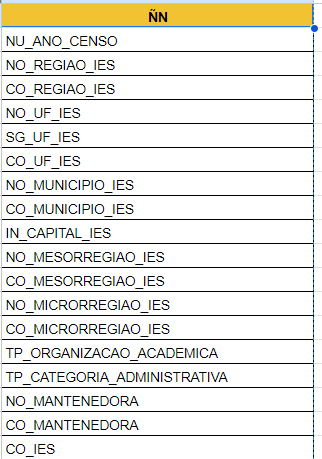 ÑN
NU_ANO_CENSO
NO_REGIAO_IES
CO_REGIAO_IES
NO_UF_IES
SG_UF_IES
CO_UF_IES
NO_MUNICIPIO_IES
CO_MUNICIPIO_IES
IN_CAPITAL_IES
NO_MESORREGIAO_IES
CO_MESORREGIAO_IES
NO_MICRORREGIAO_IES
CO_MICRORREGIAO_IES
TP_ORGANIZACAO_ACADEMICA
TP_CATEGORIA_ADMINISTRATIVA
NO_MANTENEDORA
CO_MANTENEDORA
CO_IES